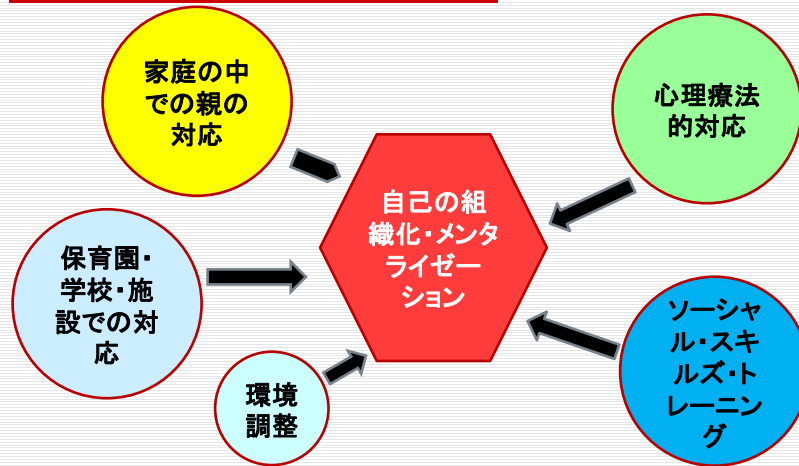 家庭の中
での親の
対応
心理療法
的対応
自己の組
織化・メンタ
ライゼー
ション
保育園・
学校・施
設での対
応
ソーシャ
ル・スキ
ルズ・ト
レーニン
グ
環境
調整